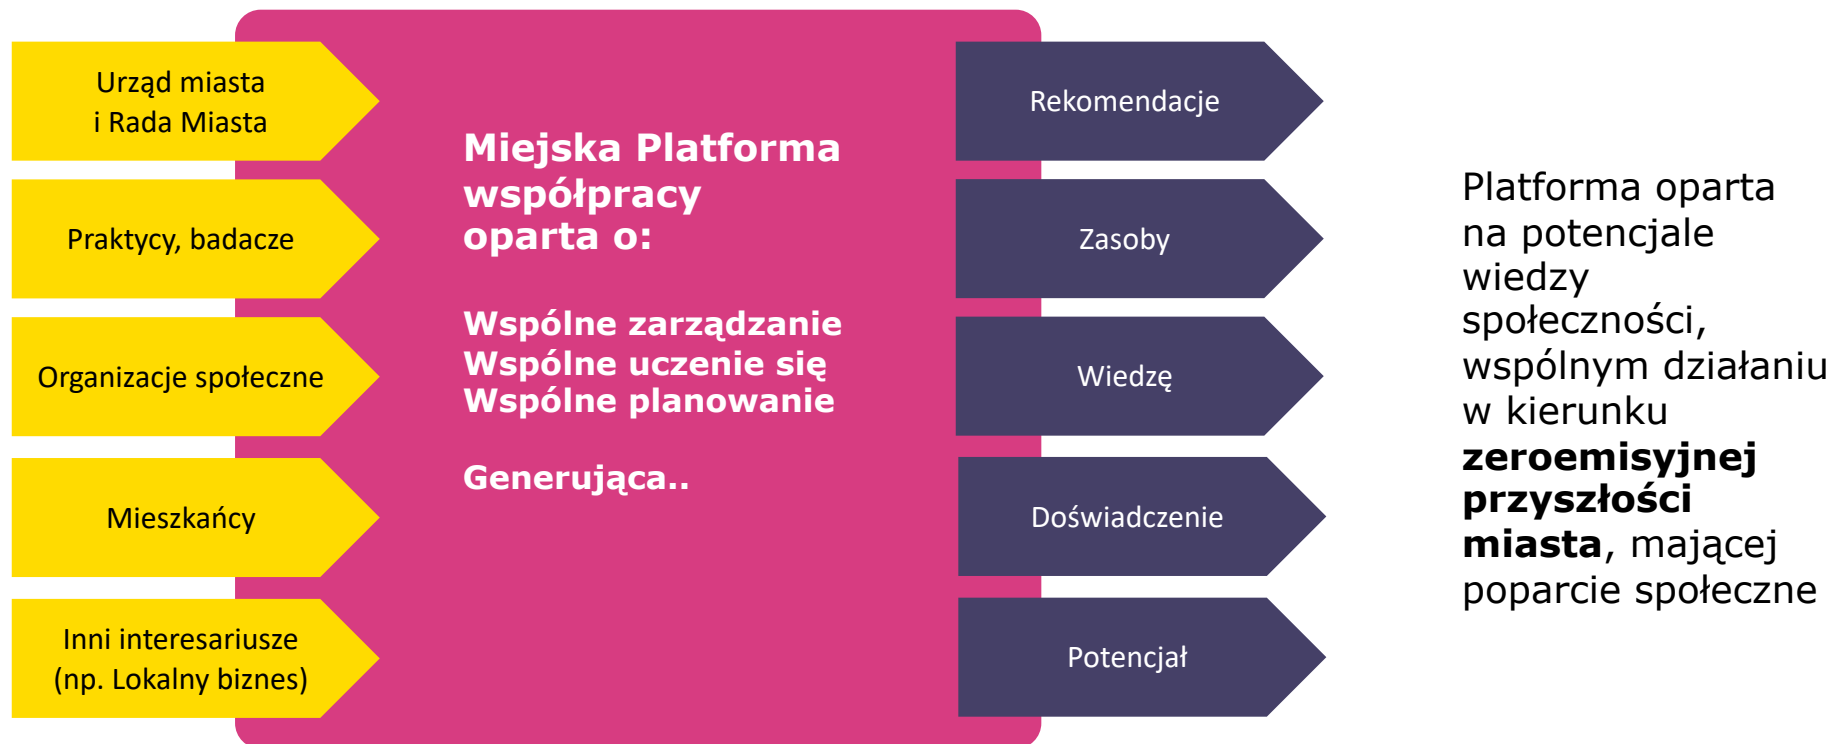 Urząd miasta
i Rada Miasta
Praktycy, badacze
Organizacje społeczne
Mieszkańcy
Inni interesariusze
(np. Lokalny biznes)
Miejska Platforma
współpracy
oparta o:
Wspólne zarządzanie
Wspólne uczenie się
Wspólne planowanie
Generująca..
Rekomendacje
Zasoby
Wiedzę
Doświadczenie
Potencjał
Platforma oparta
na potencjale
wiedzy
społeczności,
wspólnym działaniu
w kierunku
zeroemisyjnej
przyszłości
miasta, mającej
poparcie społeczne